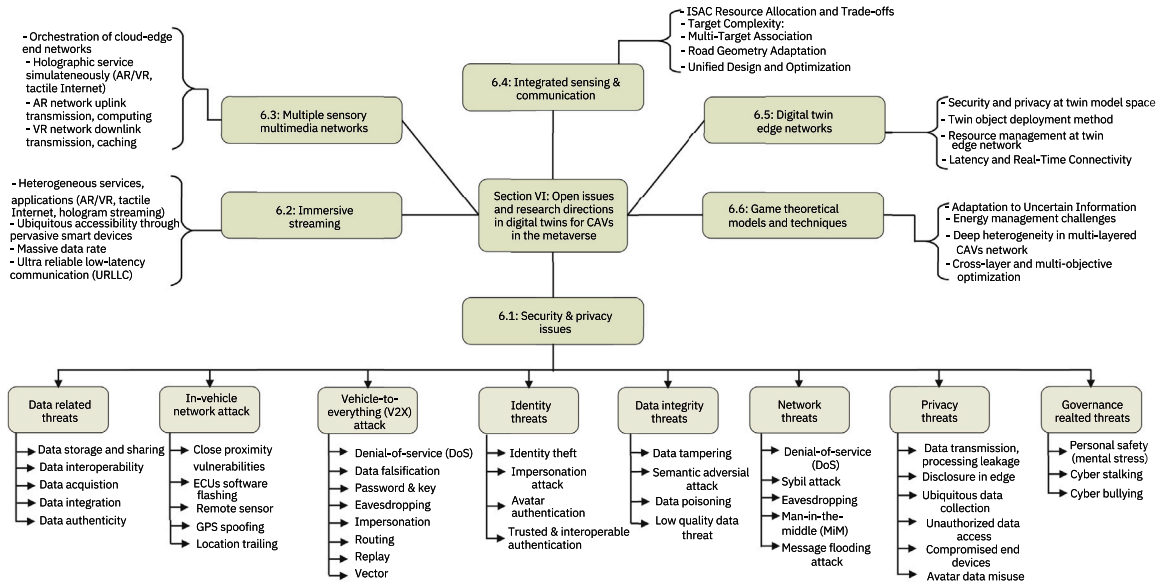 - Orchestration of cloud-edge
end networks
- Holographic service
simulateneously (AR/VR,
tactile Internet)
- AR network uplink
transmission, computing
- VR network downlink
transmission, caching
6.3: Multiple sensory
multimedia networks
- ISAC Resource Allocation and Trade-offs
- Target Complexity:
- Multi-Target Association
- Road Geometry Adaptation
- Unified Design and Optimization
6.4: Integrated sensing &
communication
6.5: Digital twin
edge networks
- Security and privacy at twin model space
- Twin object deployment method
- Resource management at twin
edge network
- Latency and Real-Time Connectivity
- Heterogeneous services,
applications (AR/VR, tactile
Internet, hologram streaming)
- Ubiquitous accessibility through
pervasive smart devices
- Massive data rate
- Ultra reliable low-latency
communication (URLLC)
6.2: Immersive
streaming
Section VI: Open issues
and research directions
in digital twins for CAVs
in the metaverse
6.6: Game theoretical
models and techniques
- Adaptation to Uncertain Information
- Energy management challenges
- Deep heterogeneity in multi-layered
CAVs network
- Cross-layer and multi-objective
optimization
6.1: Security & privacy
issues
Data related
threats
Data storage and sharing
Data interoperability
Data acquistion
Data integration
Data authenticity
In-vehicle
network attack
Close proximity
vulnerabilities
ECUs software
flashing
Remote sensor
GPS spoofing
Location trailing
Vehicle-to-
everything (V2X)
attack
Denial-of-service (DoS)
Data falsification
Password & key
Eavesdropping
Impersonation
Routing
Replay
Vector
Identity
threats
Identity theft
Impersonation
attack
Avatar
authentication
Trusted & interoperable
authentication
Data integrity
threats
Data tampering
Semantic adversial
attack
Data poisoning
Low quality data
threat
Network
threats
Denial-of-service
(DoS)
Sybil attack
Eavesdropping
Man-in-the-
middle (MiM)
Message flooding
attack
Privacy
threats
Data transmission,
processing leakage
Disclosure in edge
Ubiquitous data
collection
Unauthorized data
access
Compromised end
devices
Avatar data misuse
Governance
realted threats
Personal safety
(mental stress)
Cyber stalking
Cyber bullying